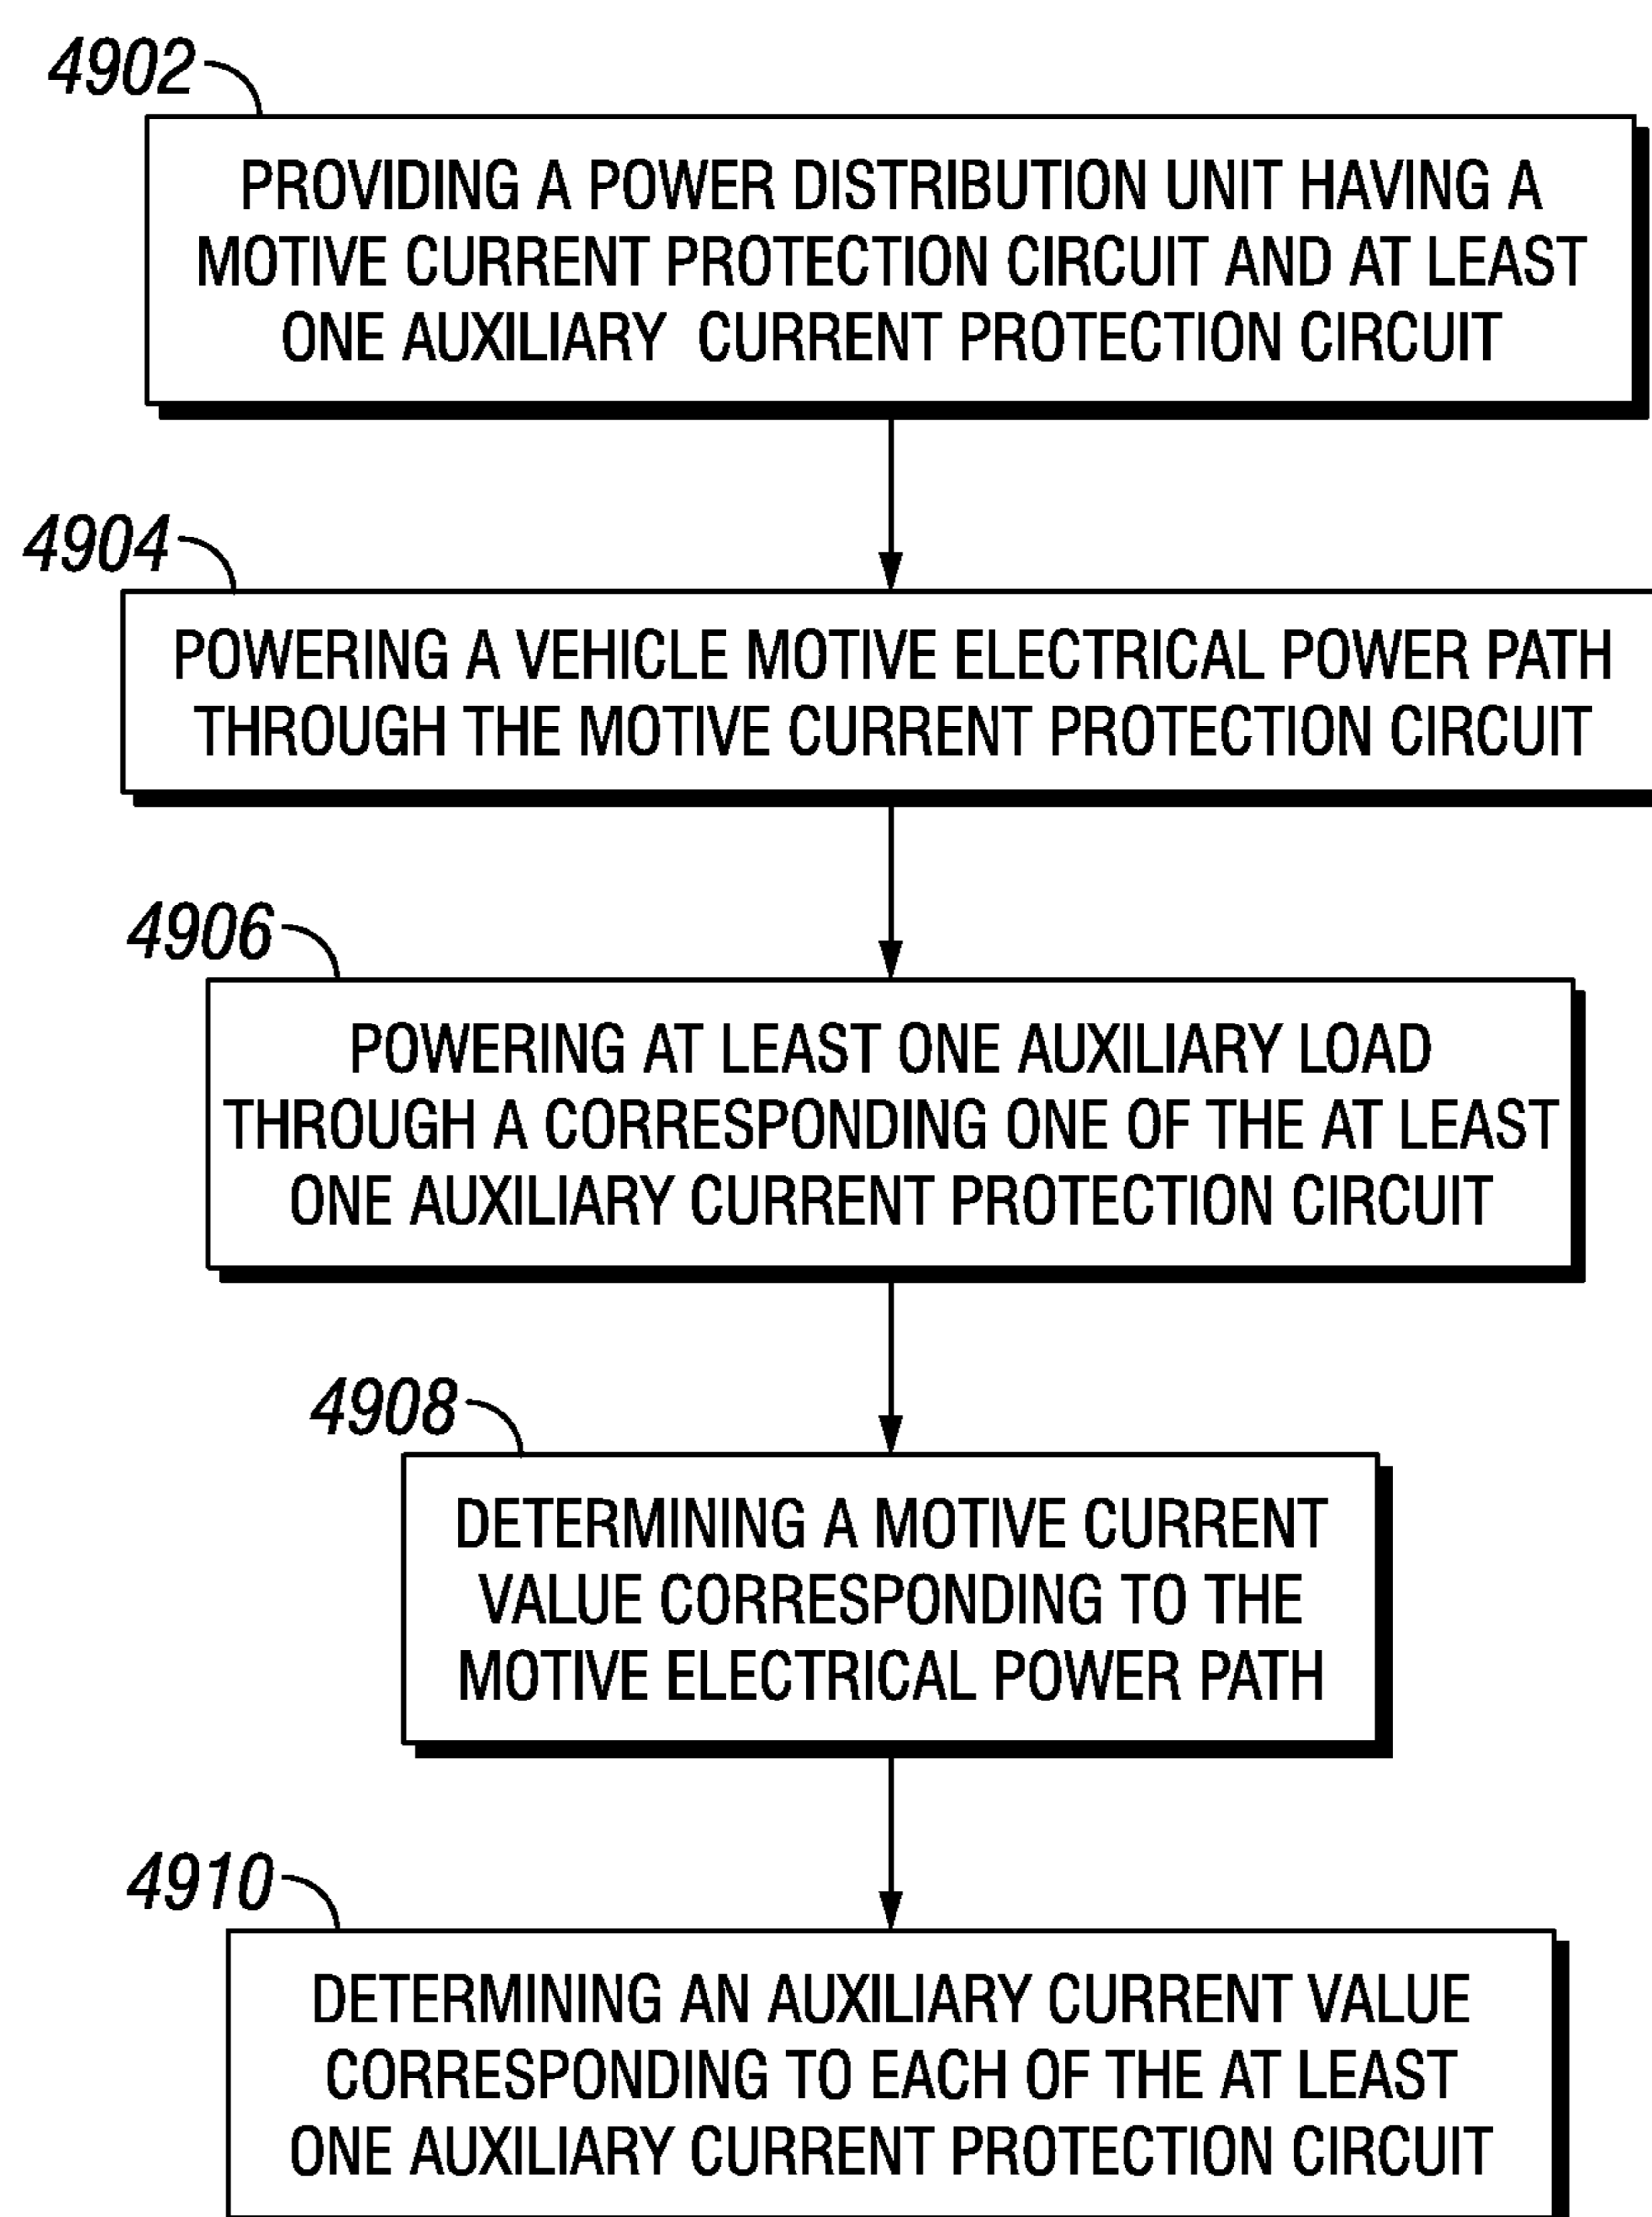 4902
PROVIDING A POWER DISTRIBUTION UNIT HAVING A
MOTIVE CURRENT PROTECTION CIRCUIT AND AT LEAST
ONE AUXILIARY CURRENT PROTECTION CIRCUIT
4904
POWERING A VEHICLE MOTIVE ELECTRICAL POWER PATH
THROUGH THE MOTIVE CURRENT PROTECTION CIRCUIT
4906
POWERING AT LEAST ONE AUXILIARY LOAD
THROUGH A CORRESPONDING ONE OF THE AT LEAST
ONE AUXILIARY CURRENT PROTECTION CIRCUIT
4908
DETERMINING A MOTIVE CURRENT
VALUE CORRESPONDING TO THE
MOTIVE ELECTRICAL POWER PATH
4910
DETERMINING AN AUXILIARY CURRENT VALUE
CORRESPONDING TO EACH OF THE AT LEAST
ONE AUXILIARY CURRENT PROTECTION CIRCUIT